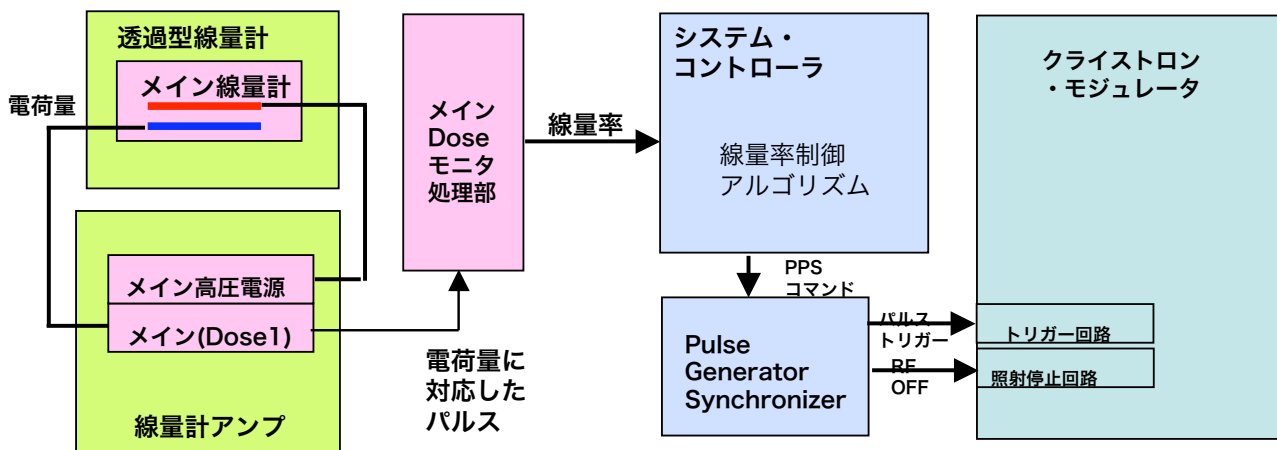 透過型線量計
メイン線量計
電荷量
メイン高圧電源
メイン(Dose1)
線量計アンプ
メイン
Dose
モニタ
処理部
電荷量に
対応した
パルス
線量率
システム・
コントローラ
線量率制御
アルゴリズム
PPS
コマンド
Pulse
Generator
Synchronizer
パルス
トリガー
RF
OFF
クライストロン
・モジュレータ
トリガー回路
照射停止回路